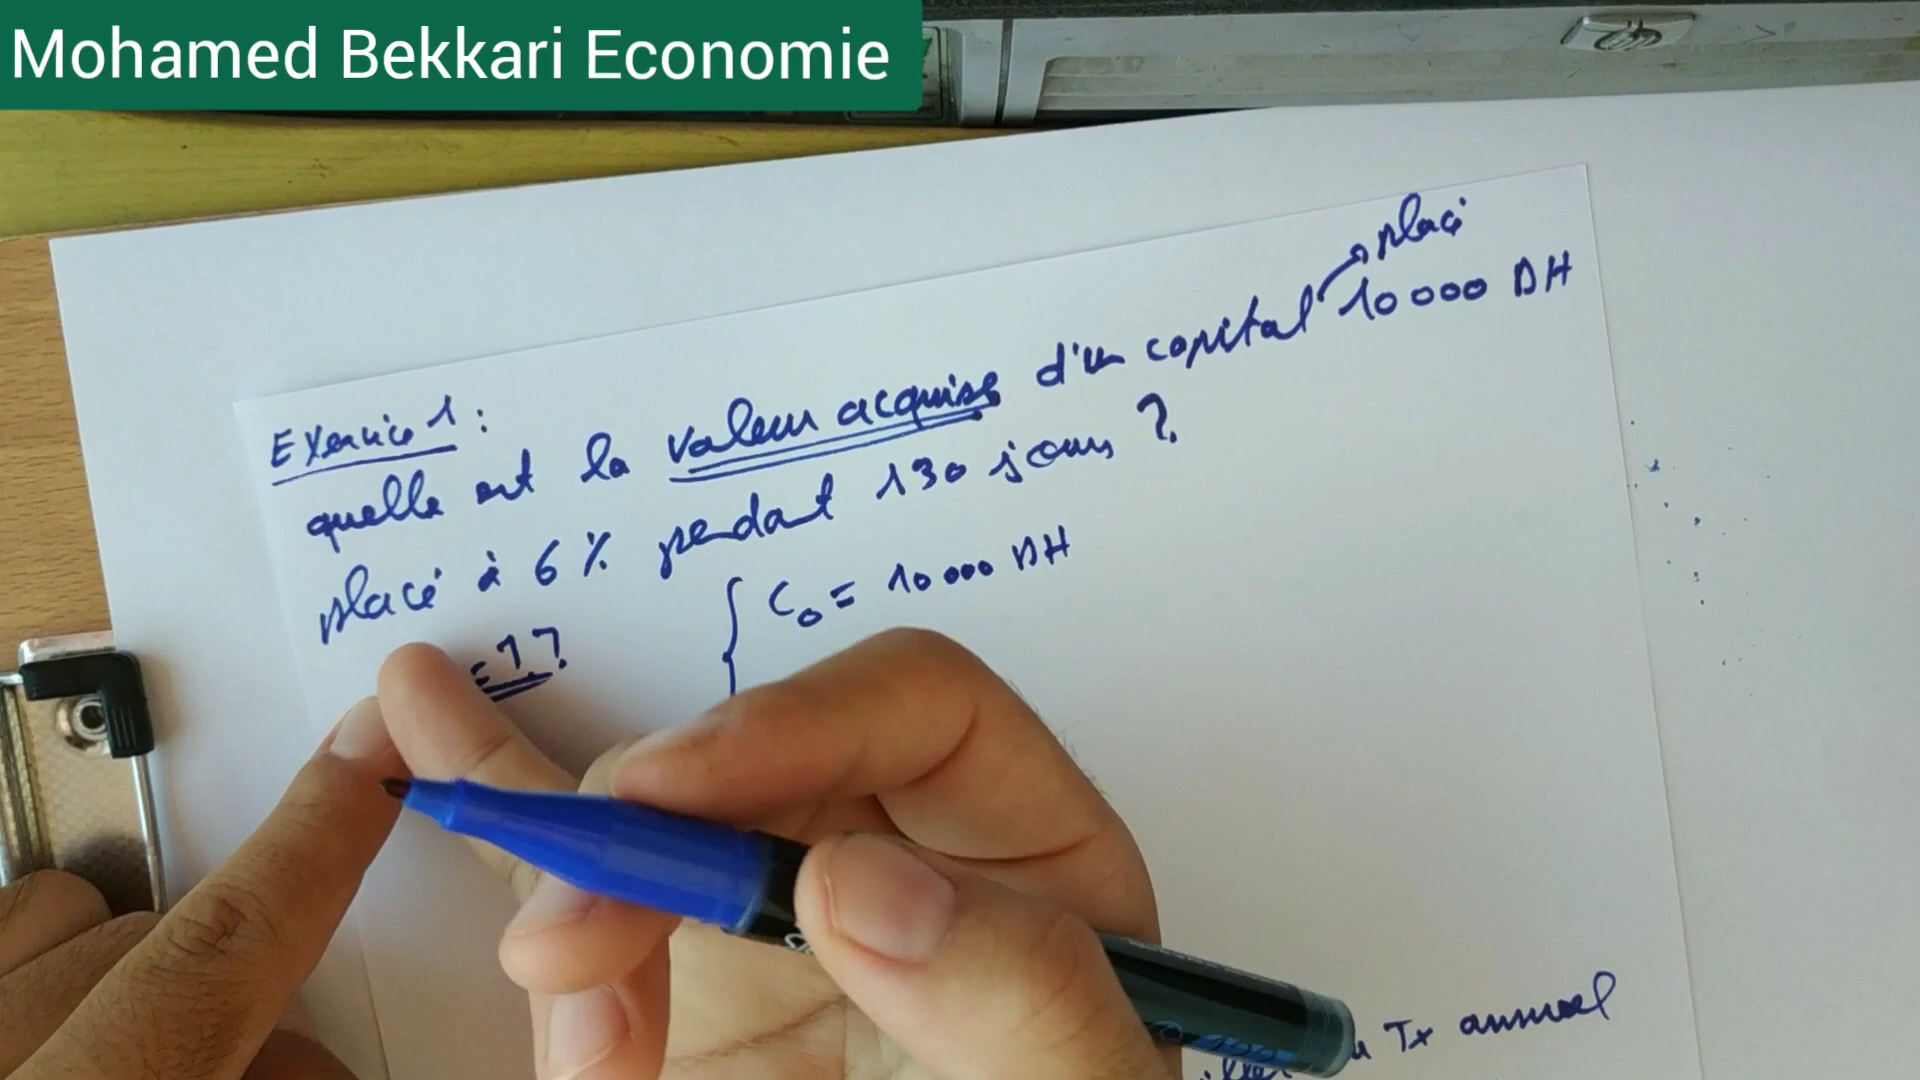 Mohamed Bekkari Economie
placé
Exercice 1 :
quelle est la valeur acquise d'un capital 10 000 DH
placé à 6 % pendant 130 jours ?
= ??
C0 = 10 000 DH
Tx annuel